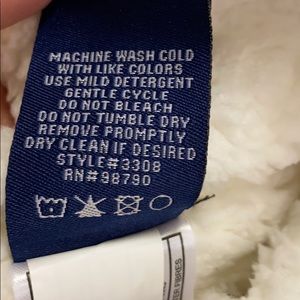 MACHINE WASH COLD
WITH LIKE COLORS
USE MILD DETERGENT
GENTLE CYCLE
DO NOT BLEACH
DO NOT TUMBLE DRY
REMOVE PROMPTLY
DRY CLEAN IF DESIRED
STYLE#3308
RN#98790